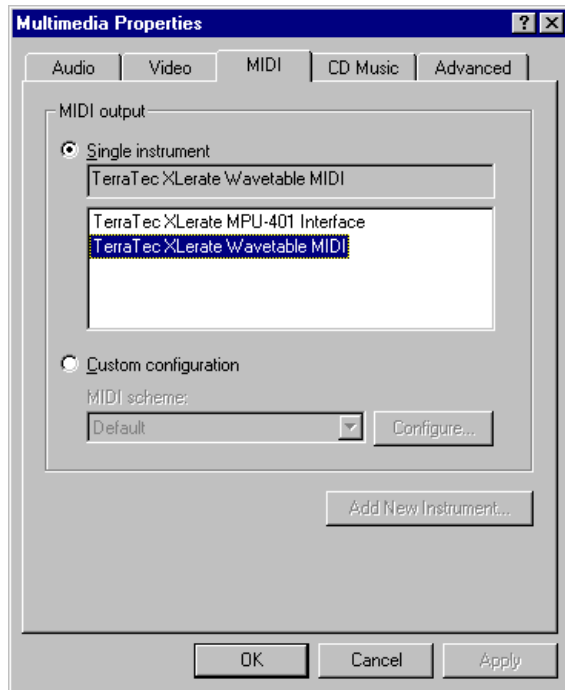 Multimedia Properties
Audio Video MIDI CD Music Advanced
MIDI output
Single instrument
TerraTec XLerate Wavetable MIDI
TerraTec XLerate MPU-401 Interface
TerraTec XLerate Wavetable MIDI
Custom configuration
MIDI scheme:
Default Configure...
Add New Instrument...
OK Cancel Apply